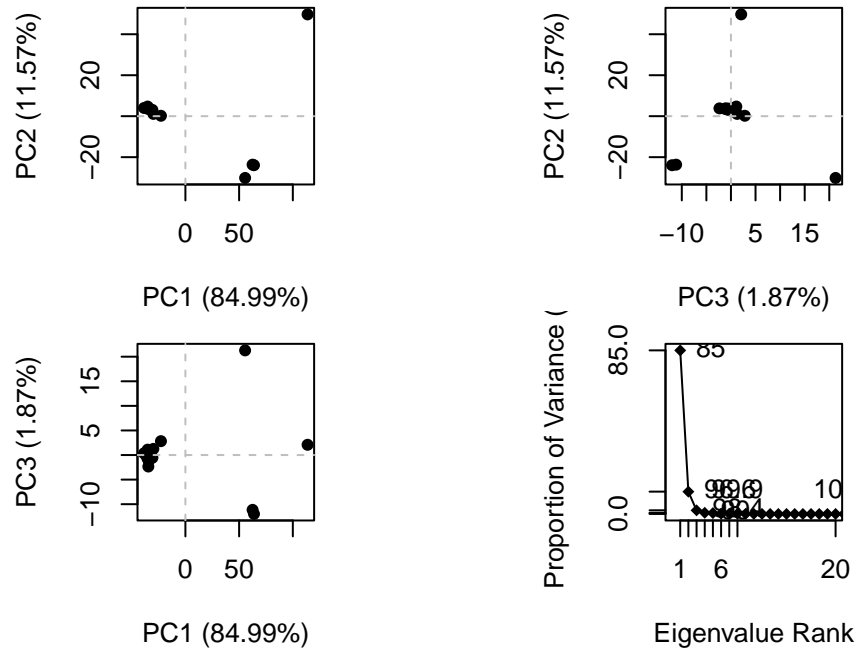 PC2 (11.57%)
20
−20
0 50
PC1 (84.99%)
PC2 (11.57%)
20
−20
−10 5 15
PC3 (1.87%)
PC3 (1.87%)
15
5
−10
0 50
PC1 (84.99%)
Proportion of Variance (
85.0
0.0
85
10
1 6 20
Eigenvalue Rank